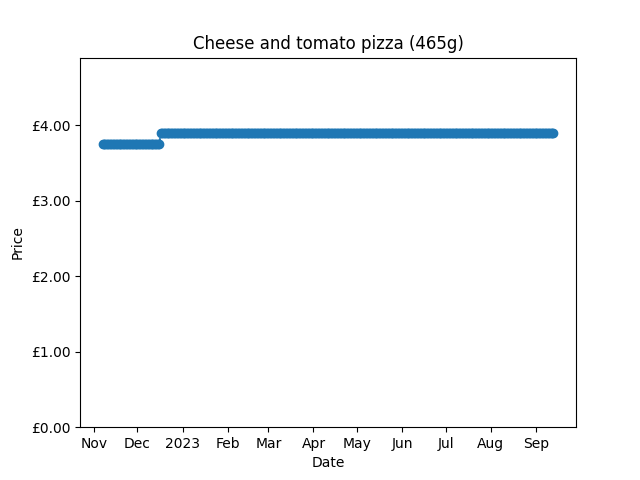 Cheese and tomato pizza (465g)
£4.00
£3.00
£2.00
£1.00
£0.00
Price
Nov Dec 2023 Feb Mar Apr May Jun Jul Aug Sep
Date